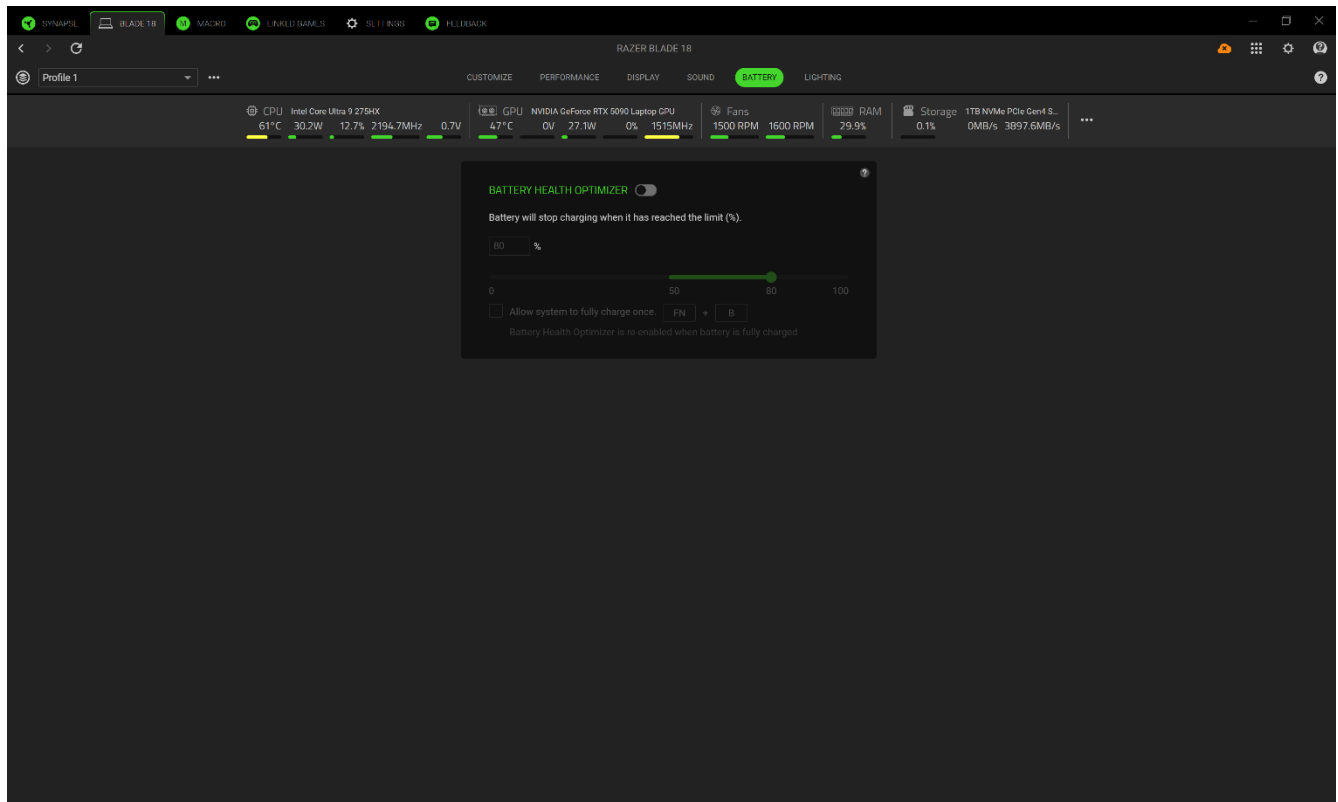 SYNAPSE BLADE 18 MACRO LINKED GAMES SETTINGS FEEDBACK
RAZER BLADE 18
Profile 1 CUSTOMIZE PERFORMANCE DISPLAY SOUND BATTERY LIGHTING
CPU Intel Core Ultra 9 275HX GPU NVIDIA GeForce RTX 5090 Laptop GPU Fans RAM Storage 1TB NVMe PCIe Gen4 S...
61°C 30.2W 12.7% 2194.7MHz 0.7V 47°C 0V 27.1W 0% 1515MHz 1500 RPM 1600 RPM 29.9% 0.1% 0MB/s 3897.6MB/s
BATTERY HEALTH OPTIMIZER
Battery will stop charging when it has reached the limit (%).
80 %
0 50 80 100
Allow system to fully charge once. FN + B
Battery Health Optimizer is re-enabled when battery is fully charged